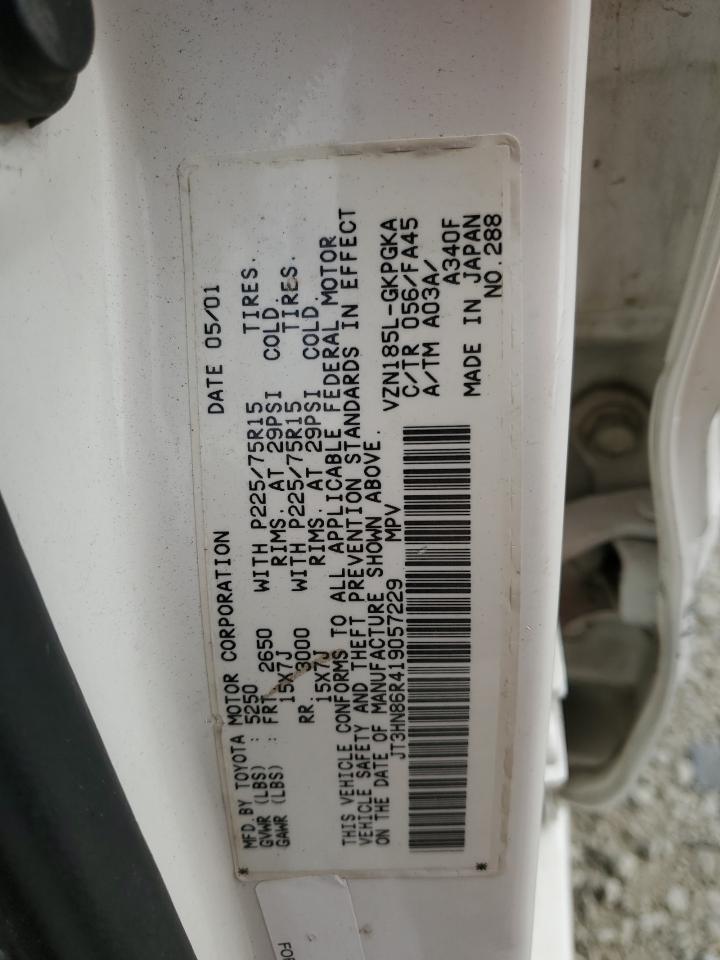 MFD. BY TOYOTA MOTOR CORPORATION DATE 05/01
GVWR (LBS) : 5250
GAWR (LBS) : FRT 2650 WITH P225/75R15 TIRES.
15X7J RIMS. AT 29PSI COLD.
RR. 3000 WITH P225/75R15 TIRES.
15X7J RIMS. AT 29PSI COLD.
THIS VEHICLE CONFORMS TO ALL APPLICABLE FEDERAL MOTOR
VEHICLE SAFETY AND THEFT PREVENTION STANDARDS IN EFFECT
ON THE DATE OF MANUFACTURE SHOWN ABOVE.
JT3HN86R419057229 MPV
VZN185L-GKPGKA
C/TR 056/FA45
A/TM A03A/
A340F
MADE IN JAPAN
NO.288